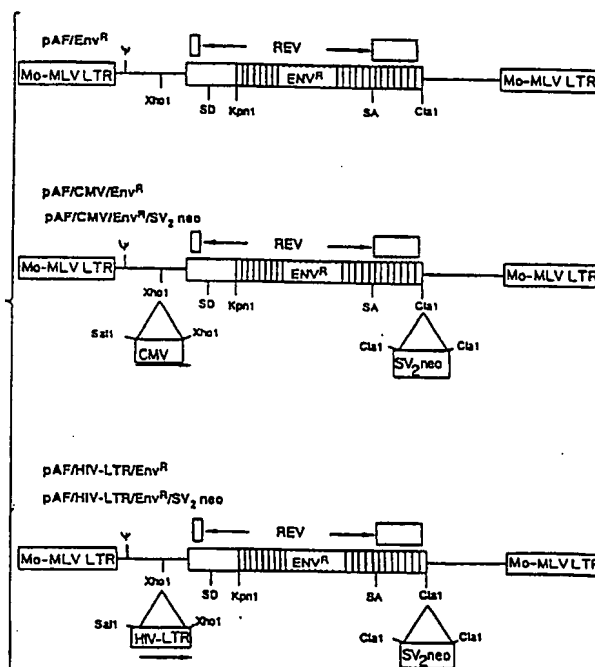 pAF/Env^R
Ψ
REV
Mo-MLV LTR
ENV^R
Mo-MLV LTR
Xho1
SD
Kpn1
SA
Cla1
pAF/CMV/Env^R
pAF/CMV/Env^R/SV₂ neo
Ψ
REV
Mo-MLV LTR
ENV^R
Mo-MLV LTR
Xho1
SD
Kpn1
SA
Cla1
Sal1
Xho1
CMV
Cla1
Cla1
SV₂neo
pAF/HIV-LTR/Env^R
pAF/HIV-LTR/Env^R/SV₂ neo
Ψ
REV
Mo-MLV LTR
ENV^R
Mo-MLV LTR
Xho1
SD
Kpn1
SA
Cla1
Sal1
Xho1
HIV-LTR
Cla1
Cla1
SV₂neo